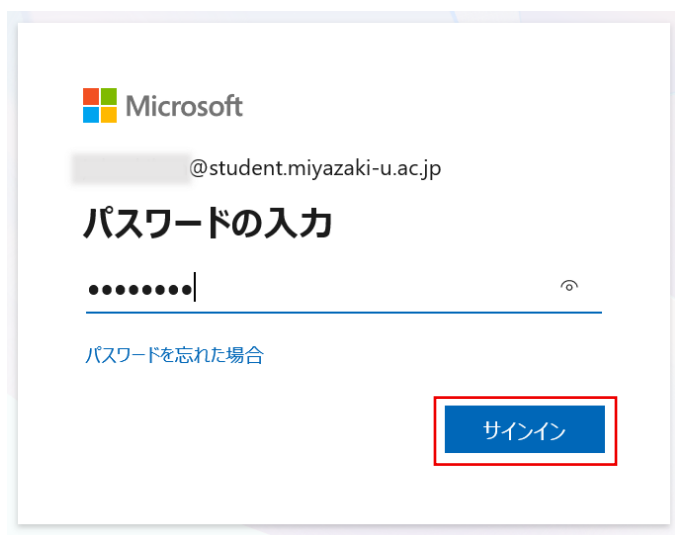 Microsoft
@student.miyazaki-u.ac.jp
パスワードの入力
••••••••
パスワードを忘れた場合
サインイン